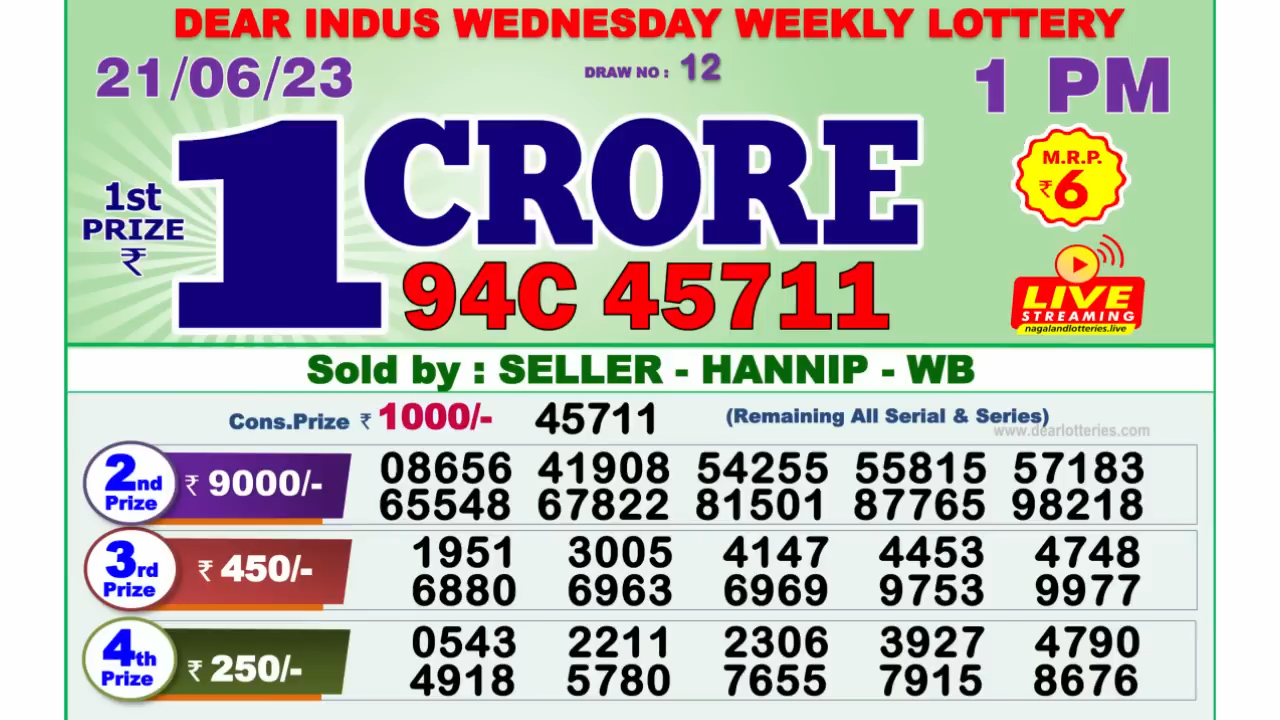 DEAR INDUS WEDNESDAY WEEKLY LOTTERY
21/06/23 DRAW NO : 12 1 PM
1st PRIZE ₹ 1 CRORE
94C 45711
M.R.P. ₹6
LIVE
STREAMING
nagalandlotteries.live
Sold by : SELLER - HANNIP - WB
Cons.Prize ₹ 1000/- 45711 (Remaining All Serial & Series)
www.dearlotteries.com
2nd Prize ₹ 9000/-
08656 41908 54255 55815 57183
65548 67822 81501 87765 98218
3rd Prize ₹ 450/-
1951 3005 4147 4453 4748
6880 6963 6969 9753 9977
4th Prize ₹ 250/-
0543 2211 2306 3927 4790
4918 5780 7655 7915 8676